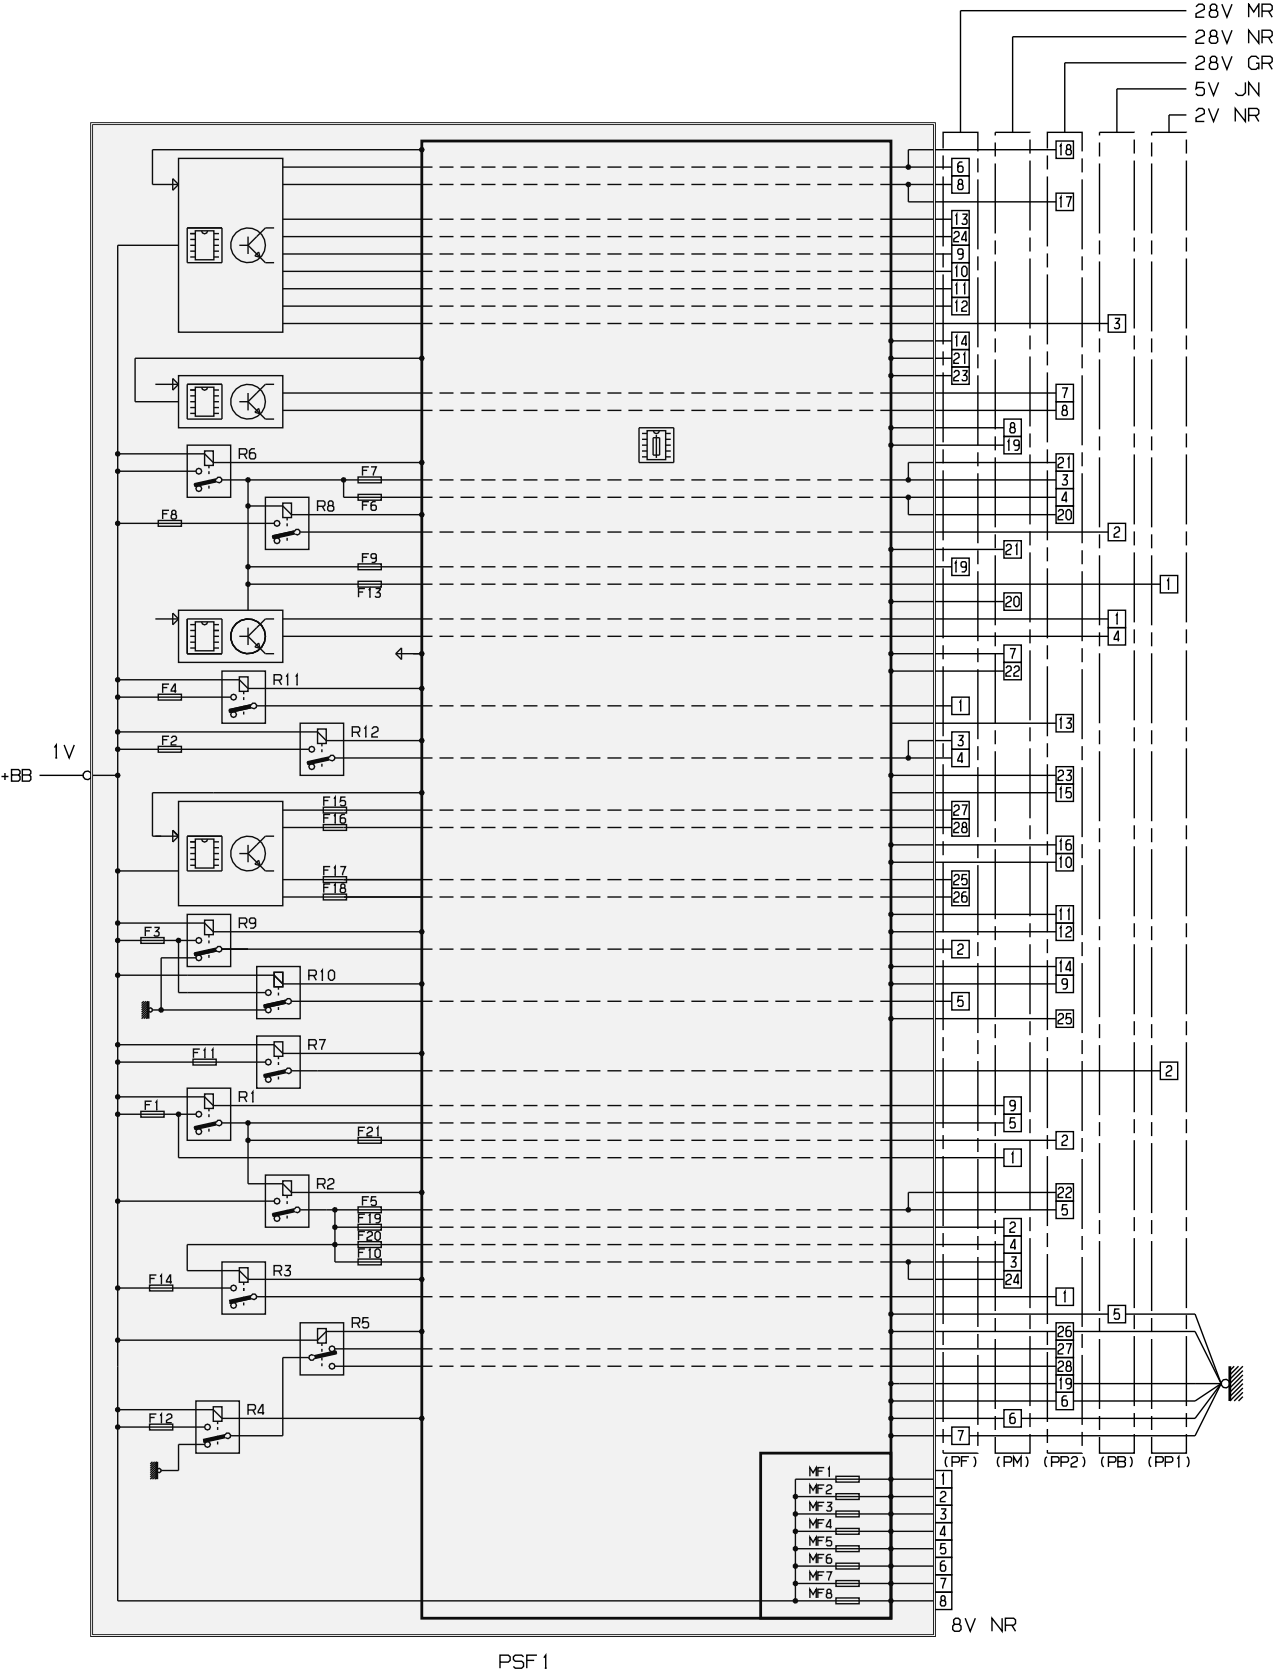 28V MR
28V NR
28V GR
5V JN
2V NR
18
6
8
17
13
24
9
10
11
12
3
14
21
23
7
8
8
19
R6
21
F7
3
4
R8 F6
F8
20
2
21
F9
19
F13
1
20
1
4
7
22
R11
F4
1
13
R12
F2
3
1V
4
+BB
23
15
F15
27
F16
28
16
10
F17
25
F18
26
11
R9
F3
12
2
14
R10
9
5
25
R7
F11
2
R1
F1
9
5
F21
2
1
R2
22
F5
5
F19
2
F20
4
F10
3
R3
F14
24
1
5
R5
26
27
28
19
6
R4
F12
6
7
(PF) (PM) (PP2) (PB) (PP1)
MF1 1
MF2 2
MF3 3
MF4 4
MF5 5
MF6 6
MF7 7
MF8 8
8V NR
PSF1